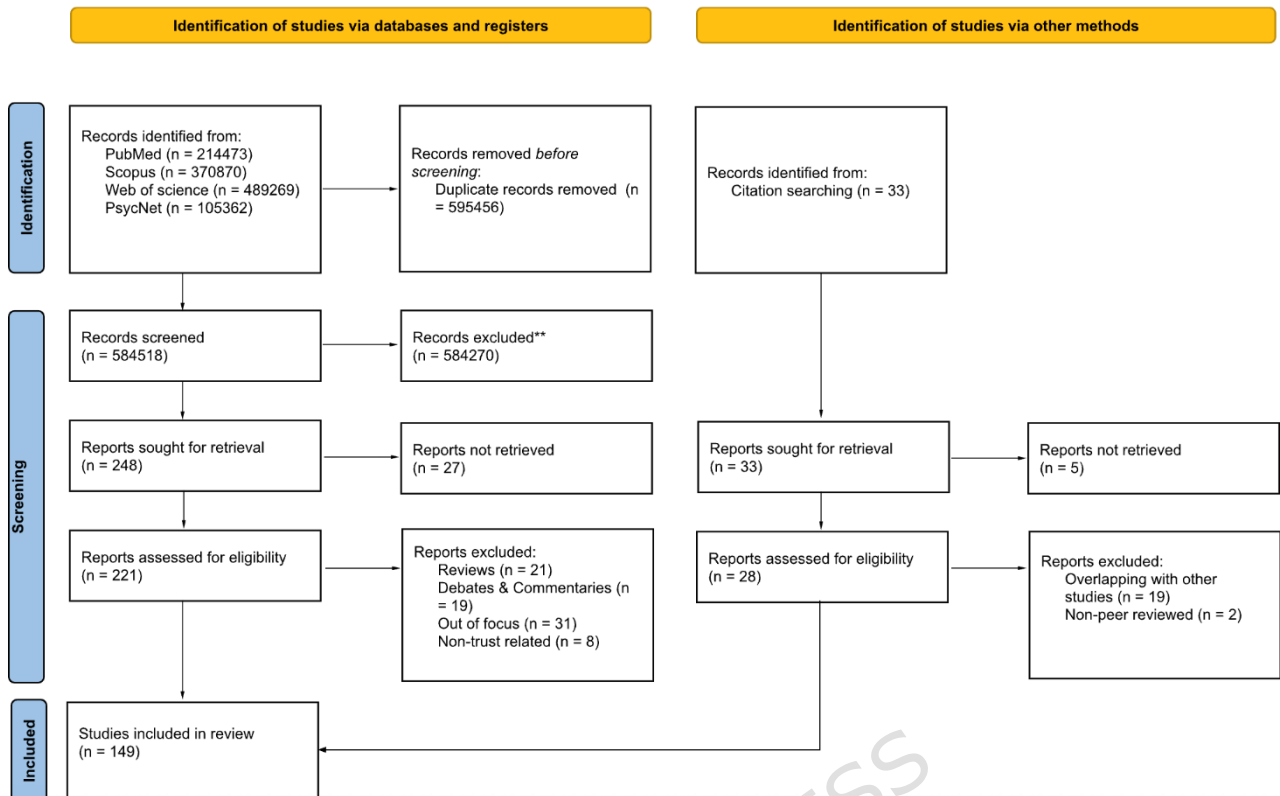 Identification of studies via databases and registers
Identification of studies via other methods
Identification
Records identified from:
PubMed (n = 214473)
Scopus (n = 370870)
Web of science (n = 489269)
PsycNet (n = 105362)
Records removed before
screening:
Duplicate records removed (n
= 595456)
Records identified from:
Citation searching (n = 33)
Screening
Records screened
(n = 584518)
Records excluded**
(n = 584270)
Reports sought for retrieval
(n = 248)
Reports not retrieved
(n = 27)
Reports sought for retrieval
(n = 33)
Reports not retrieved
(n = 5)
Reports assessed for eligibility
(n = 221)
Reports excluded:
Reviews (n = 21)
Debates & Commentaries (n
= 19)
Out of focus (n = 31)
Non-trust related (n = 8)
Reports assessed for eligibility
(n = 28)
Reports excluded:
Overlapping with other
studies (n = 19)
Non-peer reviewed (n = 2)
Included
Studies included in review
(n = 149)